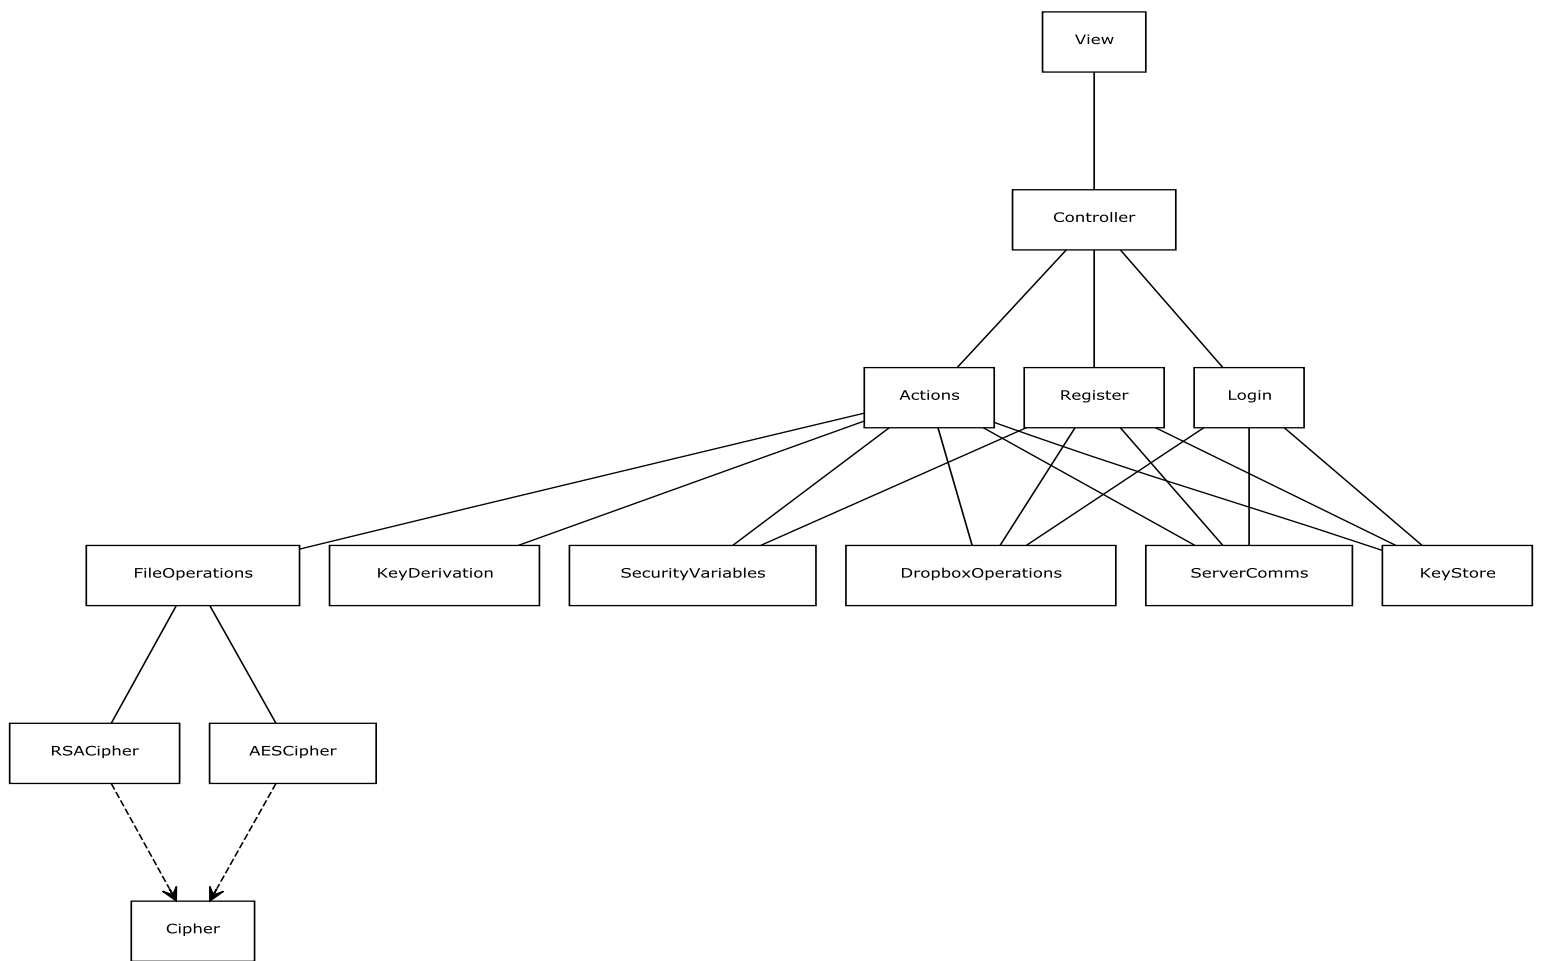 View
Controller
Actions
Register
Login
FileOperations
KeyDerivation
SecurityVariables
DropboxOperations
ServerComms
KeyStore
RSACipher
AESCipher
Cipher